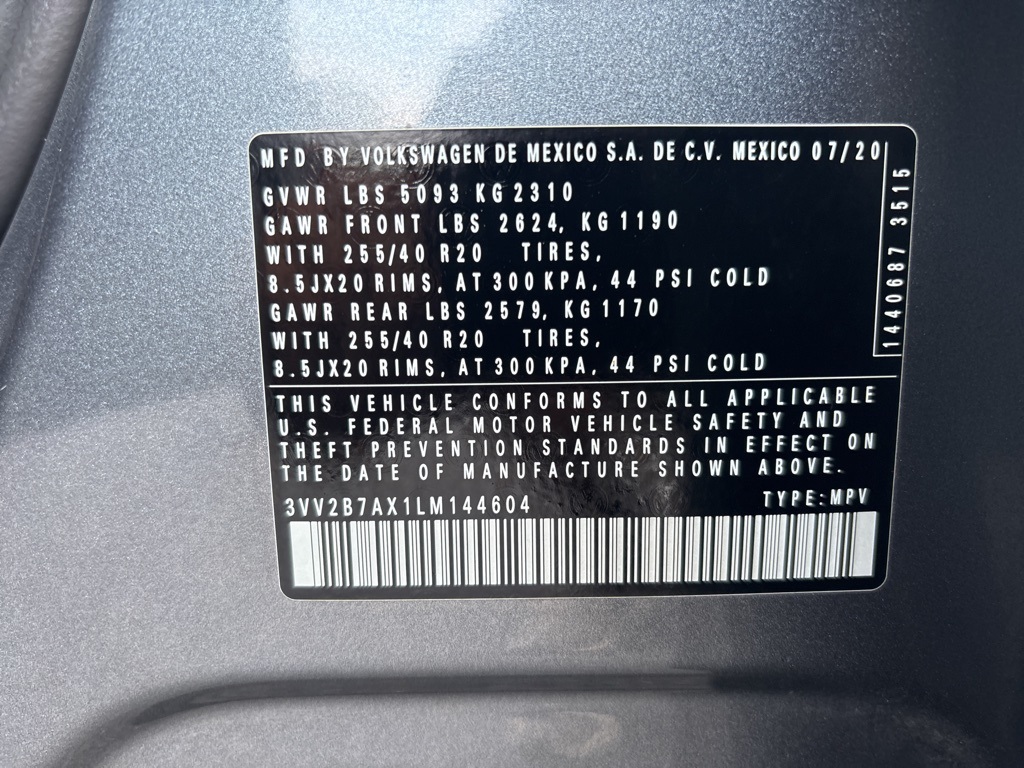 MFD BY VOLKSWAGEN DE MEXICO S.A. DE C.V. MEXICO 07/20
GVWR LBS 5093 KG 2310
GAWR FRONT LBS 2624, KG 1190
WITH 255/40 R20 TIRES,
8.5JX20 RIMS, AT 300 KPA, 44 PSI COLD
GAWR REAR LBS 2579, KG 1170
WITH 255/40 R20 TIRES,
8.5JX20 RIMS, AT 300 KPA, 44 PSI COLD
1440687 3515
THIS VEHICLE CONFORMS TO ALL APPLICABLE
U.S. FEDERAL MOTOR VEHICLE SAFETY AND
THEFT PREVENTION STANDARDS IN EFFECT ON
THE DATE OF MANUFACTURE SHOWN ABOVE.
3VV2B7AX1LM144604 TYPE: MPV